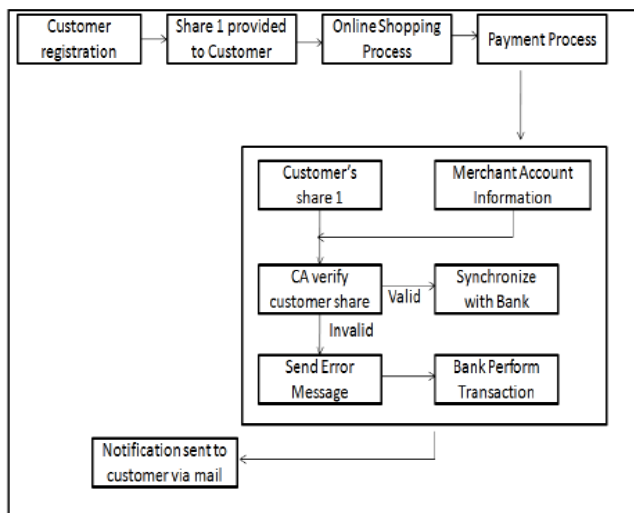 Customer
registration
Share 1 provided
to Customer
Online Shopping
Process
Payment Process
Customer's
share 1
Merchant Account
Information
CA verify
customer share
Valid
Synchronize
with Bank
Invalid
Send Error
Message
Bank Perform
Transaction
Notification sent to
customer via mail